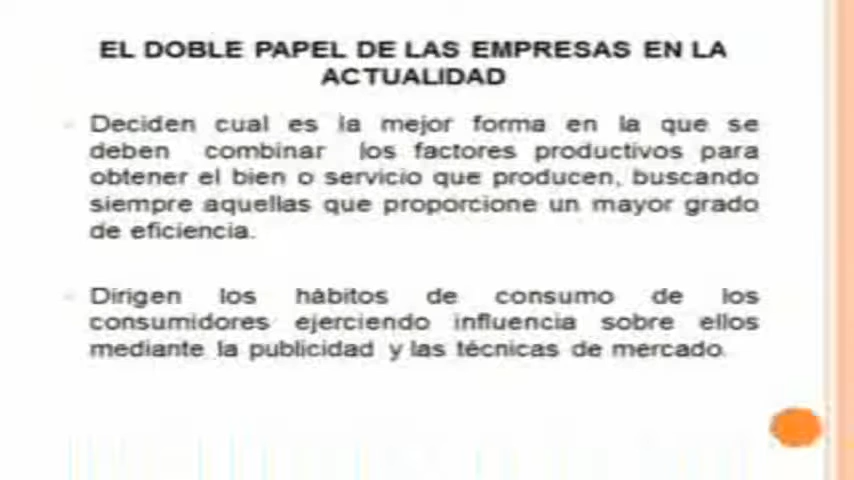 EL DOBLE PAPEL DE LAS EMPRESAS EN LA
ACTUALIDAD
Deciden cual es la mejor forma en la que se
deben combinar los factores productivos para
obtener el bien o servicio que producen, buscando
siempre aquellas que proporcione un mayor grado
de eficiencia.
Dirigen los hábitos de consumo de los
consumidores ejerciendo influencia sobre ellos
mediante la publicidad y las técnicas de mercado.